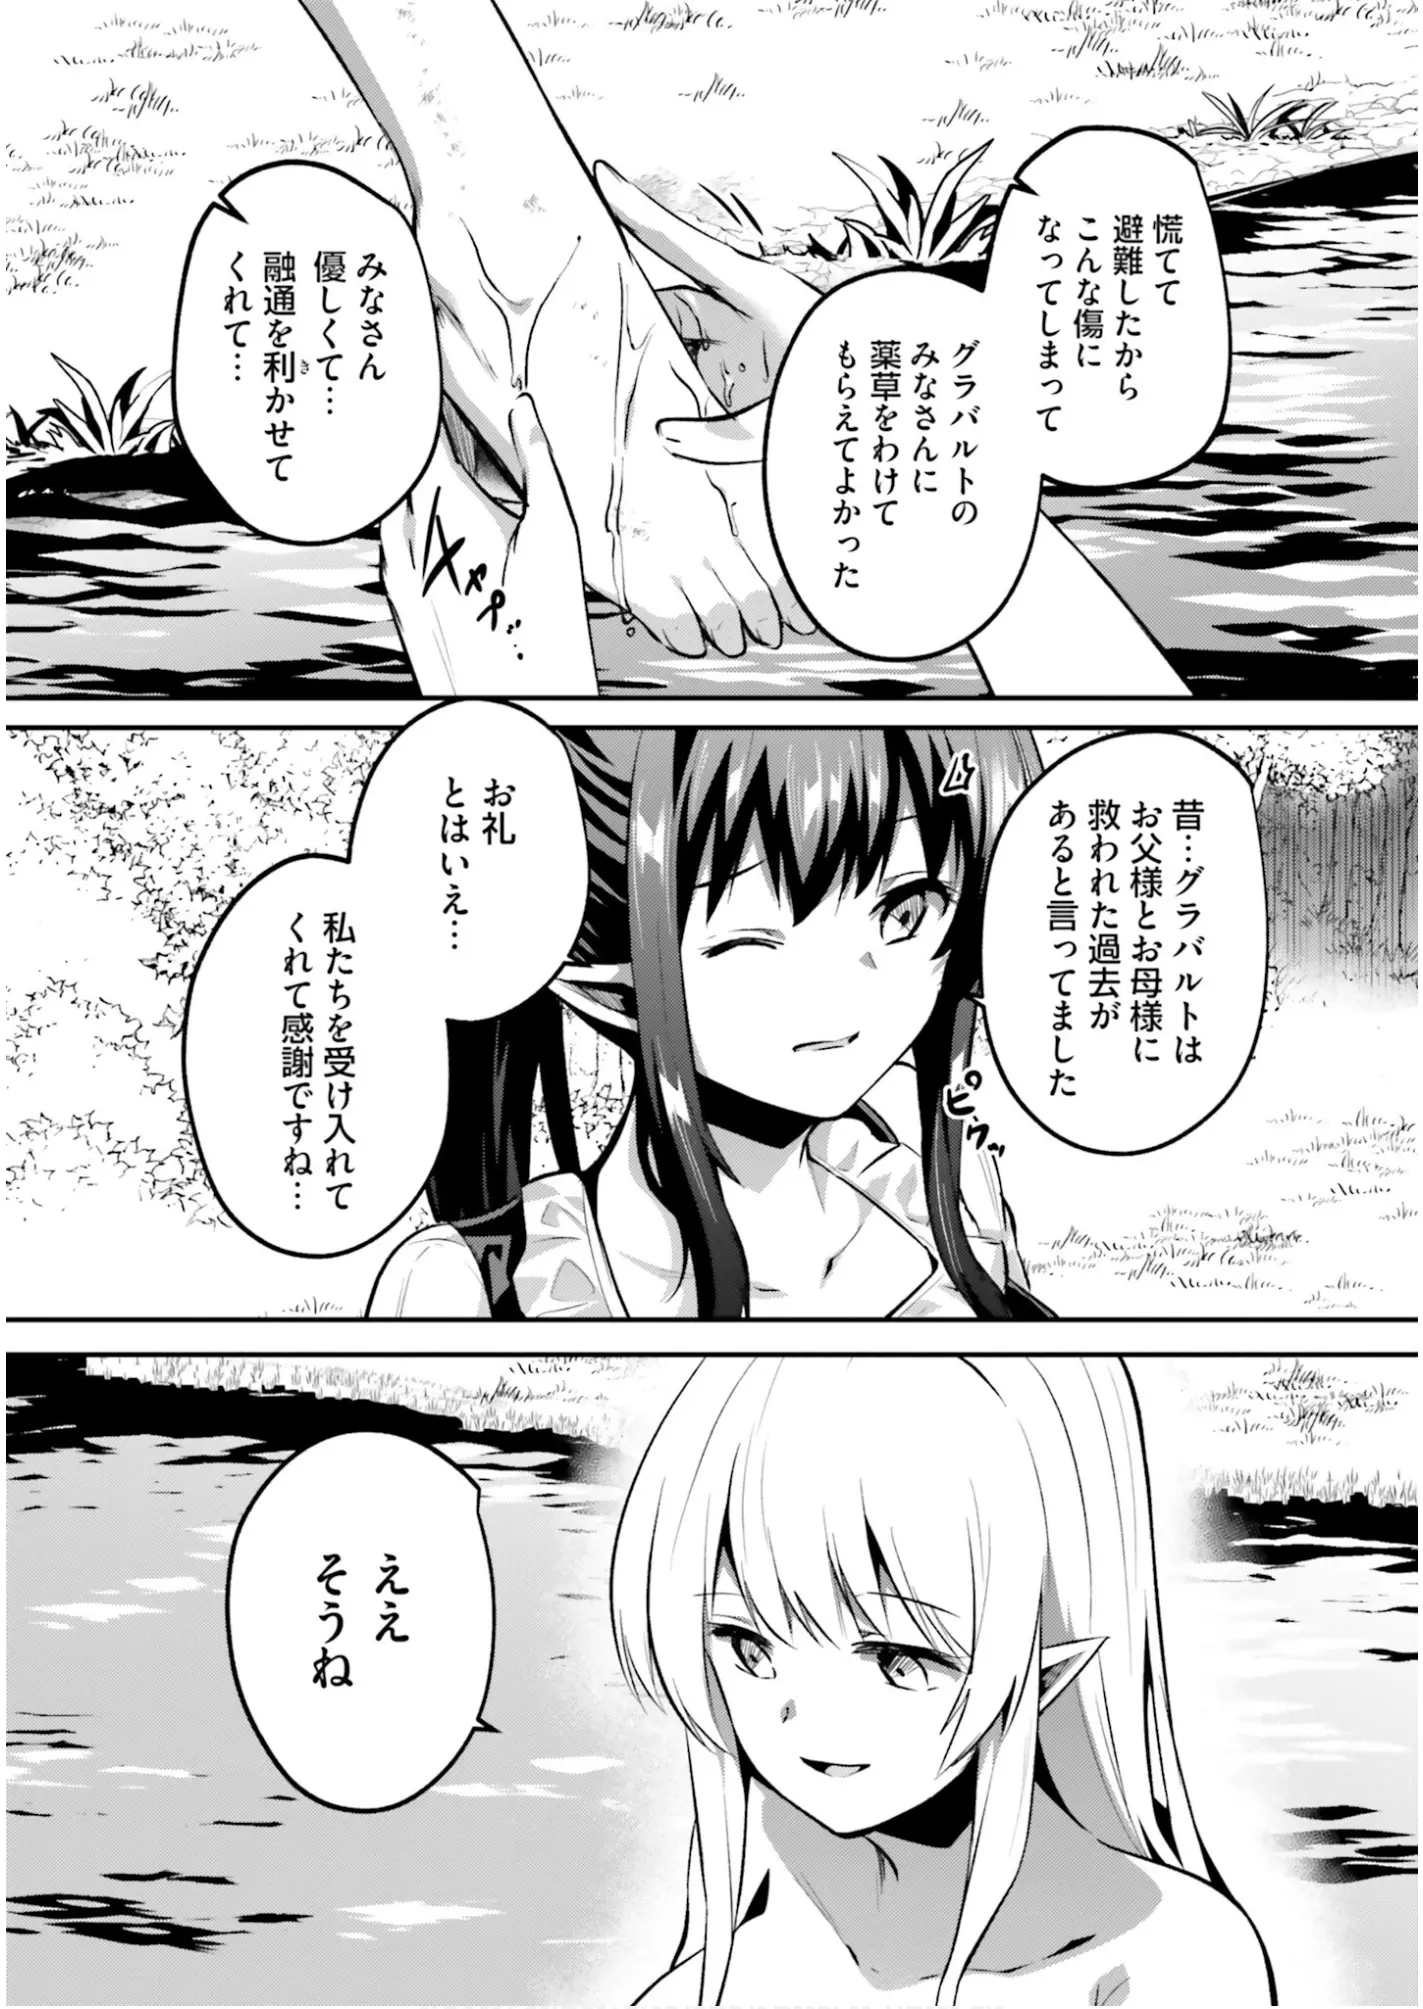 慌てて
避難したから
こんな傷に
なってしまって
グラバルトの
みなさんに
薬草をわけて
もらえてよかった
みなさん
優しくて…
融通を利かせて
き
くれて…
チャプ…
昔…グラバルトは
お父様とお母様に
救われた過去が
あると言ってました
ピクッ
お礼
とはいえ…
私たちを受け入れて
くれて感謝ですね…
ええ
そうね